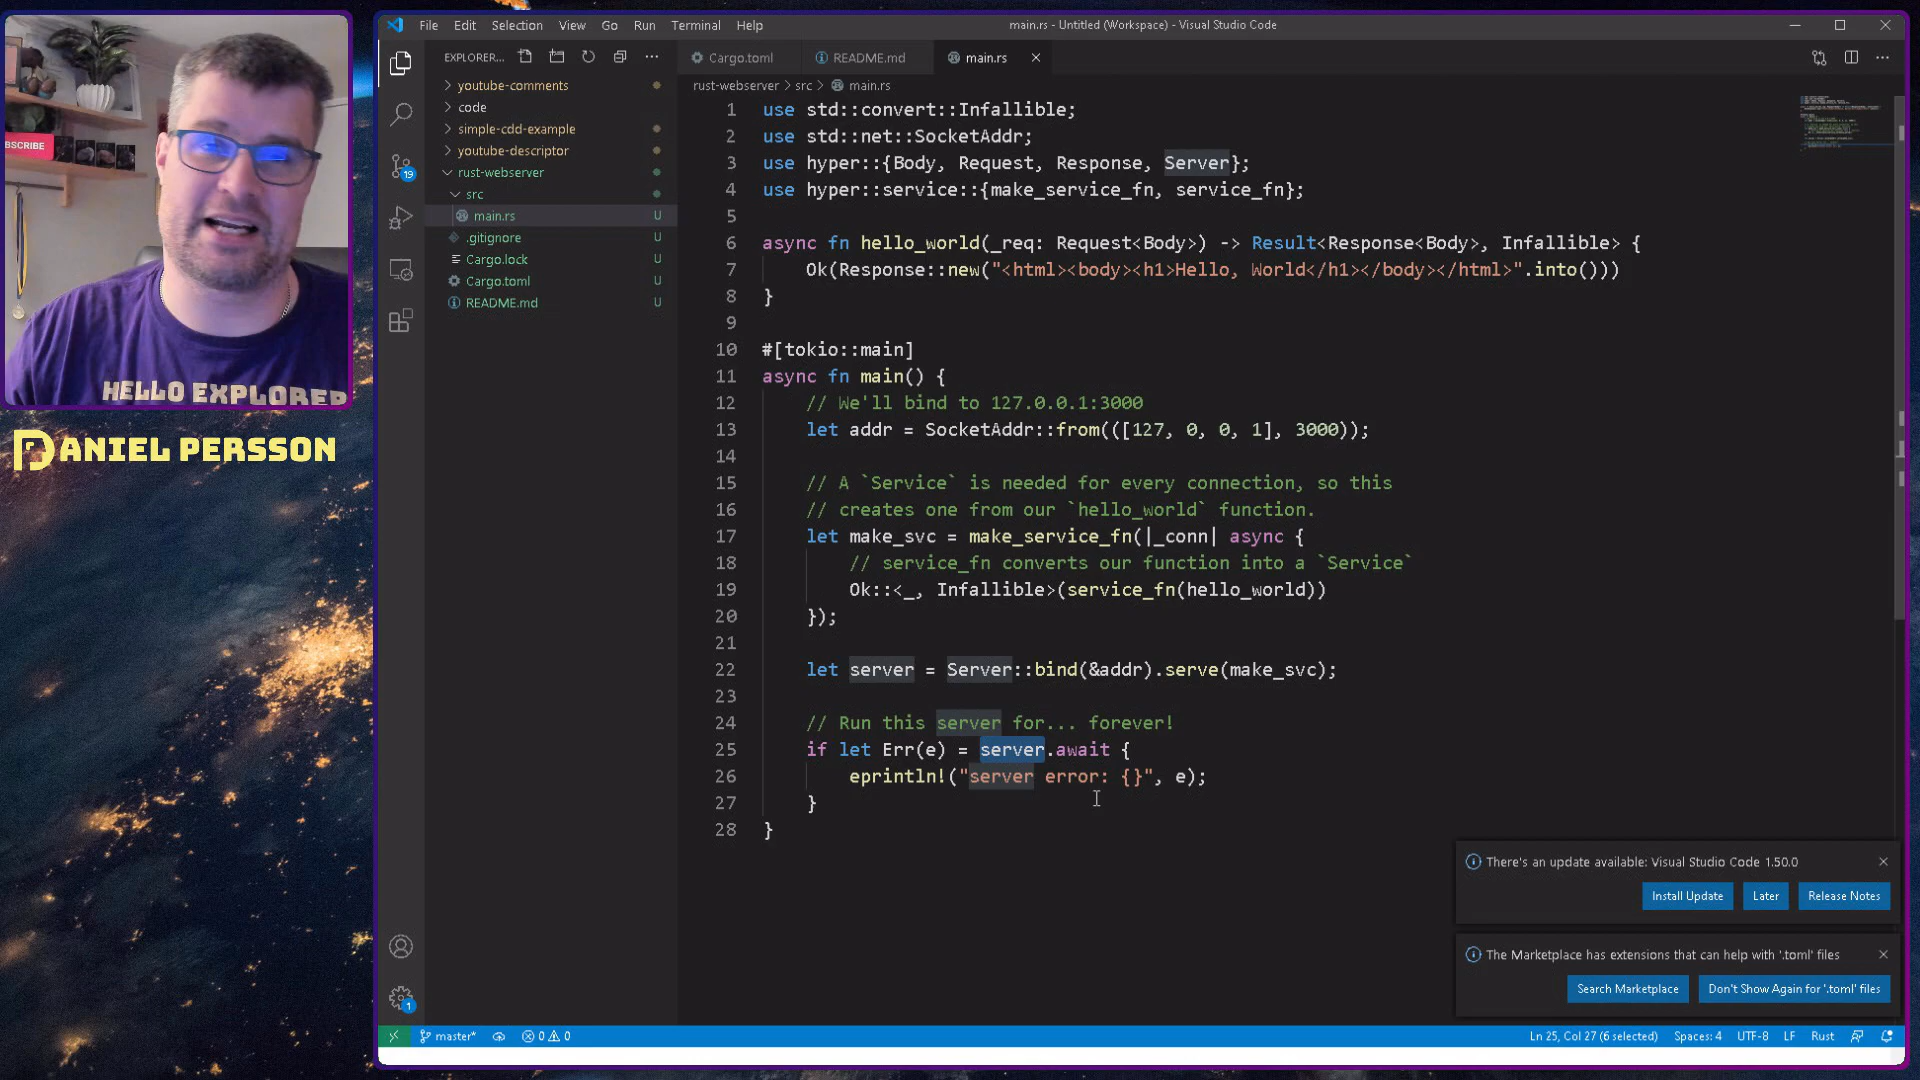 SCRIBE
HELLO EXPLORER
DANIEL PERSSON
File Edit Selection View Go Run Terminal Help
main.rs - Untitled (Workspace) - Visual Studio Code
EXPLORER...
youtube-comments
code
simple-cdd-example
youtube-descriptor
rust-webserver
src
main.rs U
.gitignore U
Cargo.lock U
Cargo.toml U
README.md U
19
1
Cargo.toml README.md main.rs
rust-webserver > src > main.rs
1 use std::convert::Infallible;
2 use std::net::SocketAddr;
3 use hyper::{Body, Request, Response, Server};
4 use hyper::service::{make_service_fn, service_fn};
5
6 async fn hello_world(_req: Request<Body>) -> Result<Response<Body>, Infallible> {
7 Ok(Response::new("<html><body><h1>Hello, World</h1></body></html>".into()))
8 }
9
10 #[tokio::main]
11 async fn main() {
12 // We'll bind to 127.0.0.1:3000
13 let addr = SocketAddr::from(([127, 0, 0, 1], 3000));
14
15 // A `Service` is needed for every connection, so this
16 // creates one from our `hello_world` function.
17 let make_svc = make_service_fn(|_conn| async {
18 // service_fn converts our function into a `Service`
19 Ok::<_, Infallible>(service_fn(hello_world))
20 });
21
22 let server = Server::bind(&addr).serve(make_svc);
23
24 // Run this server for... forever!
25 if let Err(e) = server.await {
26 eprintln!("server error: {}", e);
27 }
28 }
There's an update available: Visual Studio Code 1.50.0
Install Update Later Release Notes
The Marketplace has extensions that can help with '.toml' files
Search Marketplace Don't Show Again for '.toml' files
master* 0 0
Ln 25, Col 27 (6 selected) Spaces: 4 UTF-8 LF Rust